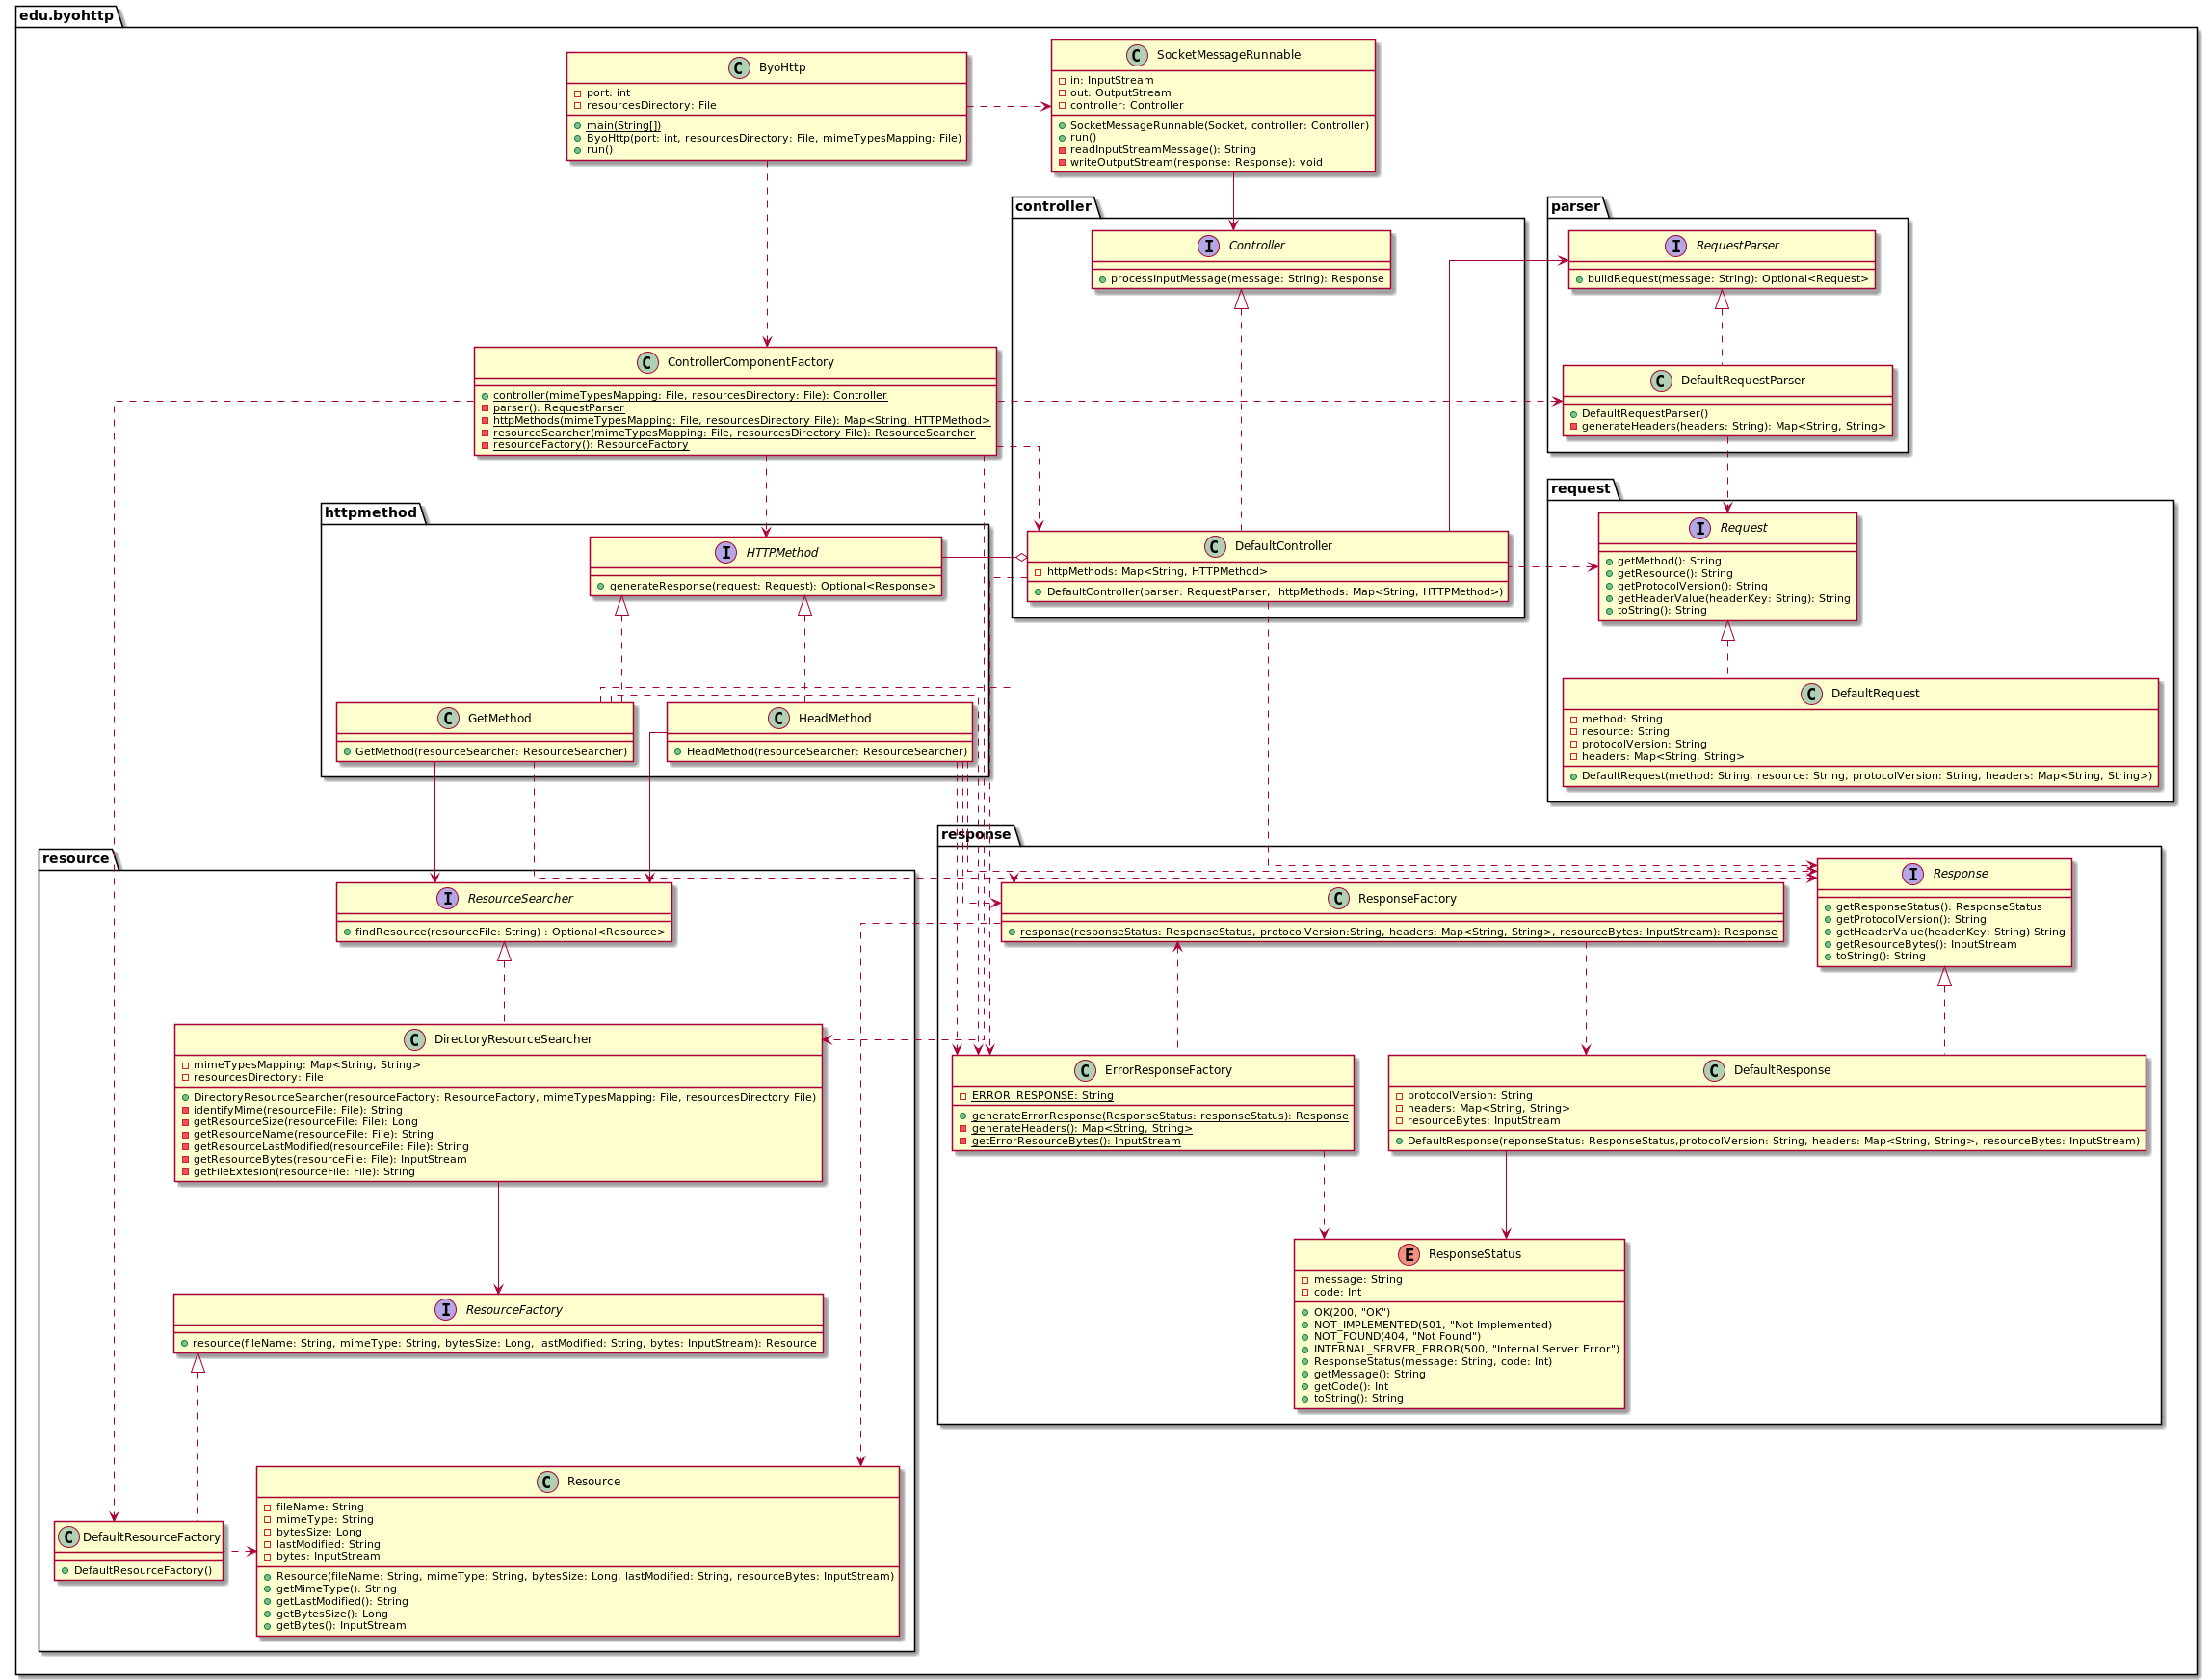 edu.byohttp
C ByoHttp
port: int
resourcesDirectory: File
main(String[])
ByoHttp(port: int, resourcesDirectory: File, mimeTypesMapping: File)
run()
C SocketMessageRunnable
in: InputStream
out: OutputStream
controller: Controller
SocketMessageRunnable(Socket, controller: Controller)
run()
readInputStreamMessage(): String
writeOutputStream(response: Response): void
controller
I Controller
processInputMessage(message: String): Response
parser
I RequestParser
buildRequest(message: String): Optional<Request>
C ControllerComponentFactory
controller(mimeTypesMapping: File, resourcesDirectory: File): Controller
parser(): RequestParser
httpMethods(mimeTypesMapping: File, resourcesDirectory File): Map<String, HTTPMethod>
resourceSearcher(mimeTypesMapping: File, resourcesDirectory File): ResourceSearcher
resourceFactory(): ResourceFactory
C DefaultRequestParser
DefaultRequestParser()
generateHeaders(headers: String): Map<String, String>
httpmethod
I HTTPMethod
generateResponse(request: Request): Optional<Response>
C DefaultController
httpMethods: Map<String, HTTPMethod>
DefaultController(parser: RequestParser,  httpMethods: Map<String, HTTPMethod>)
request
I Request
getMethod(): String
getResource(): String
getProtocolVersion(): String
getHeaderValue(headerKey: String): String
toString(): String
C GetMethod
GetMethod(resourceSearcher: ResourceSearcher)
C HeadMethod
HeadMethod(resourceSearcher: ResourceSearcher)
C DefaultRequest
method: String
resource: String
protocolVersion: String
headers: Map<String, String>
DefaultRequest(method: String, resource: String, protocolVersion: String, headers: Map<String, String>)
resource
I ResourceSearcher
findResource(resourceFile: String) : Optional<Resource>
response
C ResponseFactory
response(responseStatus: ResponseStatus, protocolVersion:String, headers: Map<String, String>, resourceBytes: InputStream): Response
I Response
getResponseStatus(): ResponseStatus
getProtocolVersion(): String
getHeaderValue(headerKey: String) String
getResourceBytes(): InputStream
toString(): String
C DirectoryResourceSearcher
mimeTypesMapping: Map<String, String>
resourcesDirectory: File
DirectoryResourceSearcher(resourceFactory: ResourceFactory, mimeTypesMapping: File, resourcesDirectory File)
identifyMime(resourceFile: File): String
getResourceSize(resourceFile: File): Long
getResourceName(resourceFile: File): String
getResourceLastModified(resourceFile: File): String
getResourceBytes(resourceFile: File): InputStream
getFileExtesion(resourceFile: File): String
C ErrorResponseFactory
ERROR_RESPONSE: String
generateErrorResponse(ResponseStatus: responseStatus): Response
generateHeaders(): Map<String, String>
getErrorResourceBytes(): InputStream
C DefaultResponse
protocolVersion: String
headers: Map<String, String>
resourceBytes: InputStream
DefaultResponse(reponseStatus: ResponseStatus,protocolVersion: String, headers: Map<String, String>, resourceBytes: InputStream)
E ResponseStatus
message: String
code: Int
OK(200, "OK")
NOT_IMPLEMENTED(501, "Not Implemented)
NOT_FOUND(404, "Not Found")
INTERNAL_SERVER_ERROR(500, "Internal Server Error")
ResponseStatus(message: String, code: Int)
getMessage(): String
getCode(): Int
toString(): String
I ResourceFactory
resource(fileName: String, mimeType: String, bytesSize: Long, lastModified: String, bytes: InputStream): Resource
C DefaultResourceFactory
DefaultResourceFactory()
C Resource
fileName: String
mimeType: String
bytesSize: Long
lastModified: String
bytes: InputStream
Resource(fileName: String, mimeType: String, bytesSize: Long, lastModified: String, resourceBytes: InputStream)
getMimeType(): String
getLastModified(): String
getBytesSize(): Long
getBytes(): InputStream